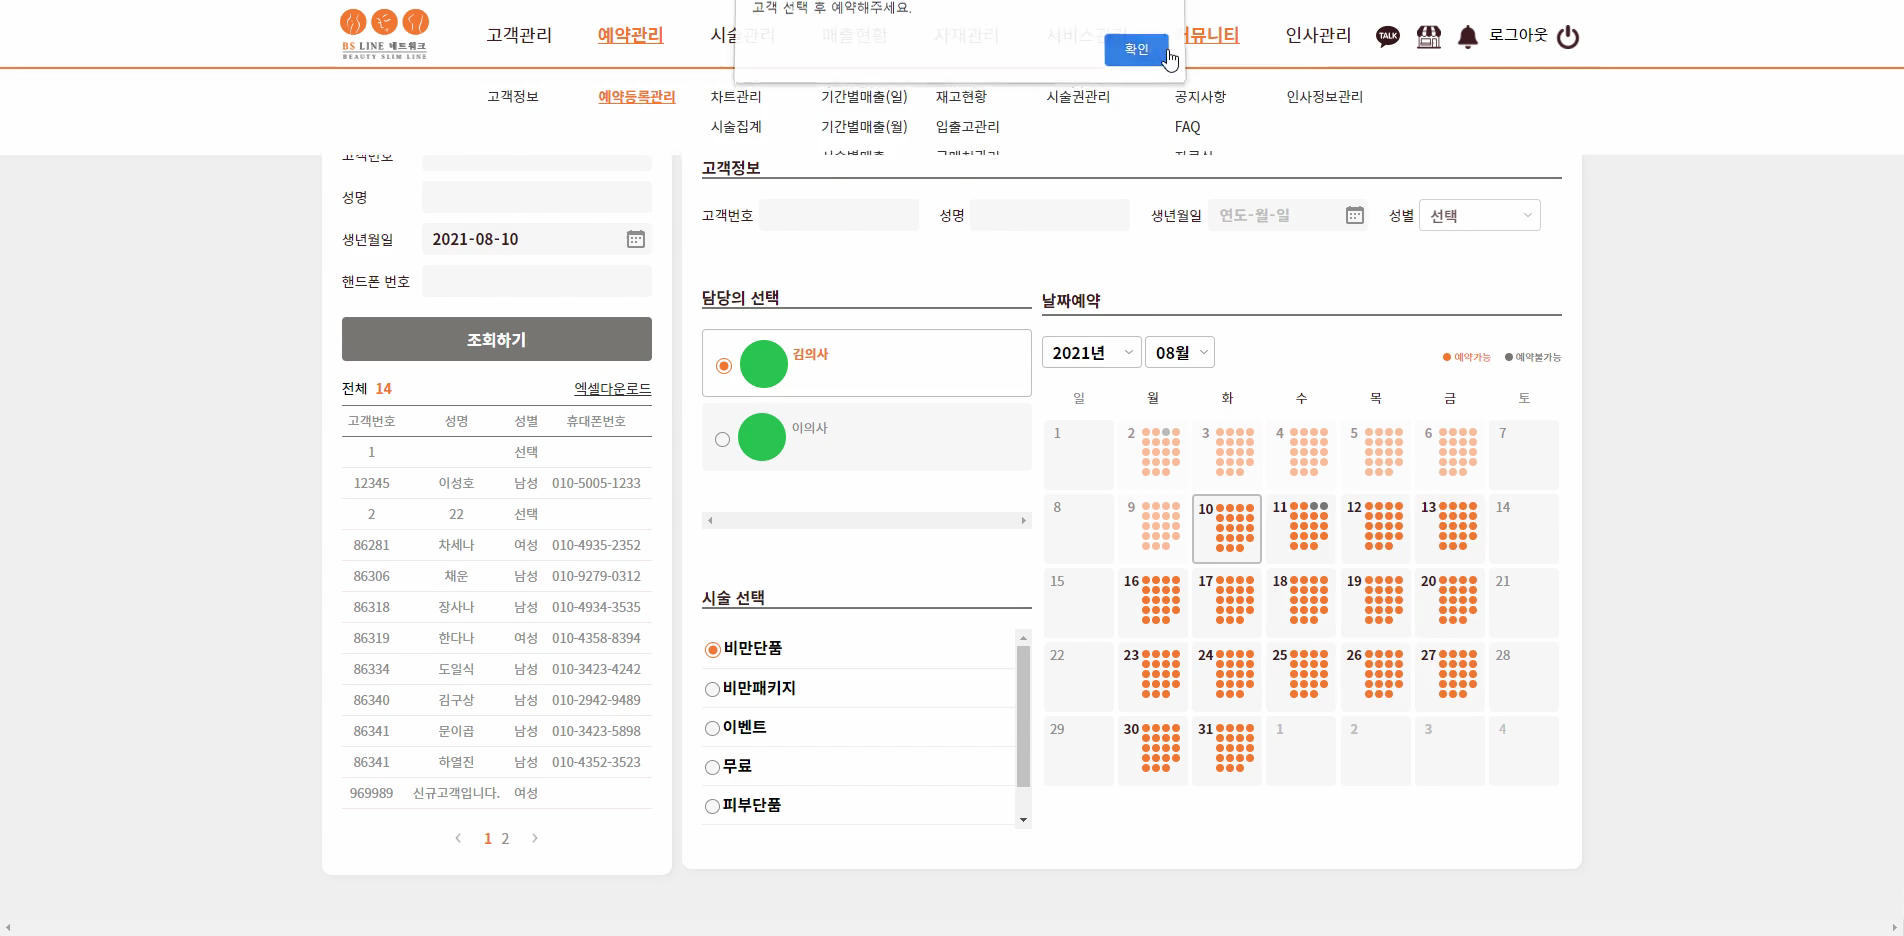 고객 선택 후 예약해주세요.
확인
BS LINE 네트워크
BEAUTY SLIM LINE
고객관리 예약관리 시술관리 매출현황 자재관리 서비스관리 뮤니티 인사관리 TALK 로그아웃
고객정보 예약등록관리 차트관리 기간별매출(일) 재고현황 시술권관리 공지사항 인사정보관리
시술집계 기간별매출(월) 입출고관리 FAQ
고객번호
성명
생년월일 2021-08-10
핸드폰 번호
조회하기
전체 14 엑셀다운로드
고객번호 성명 성별 휴대폰번호
1 선택
12345 이성호 남성 010-5005-1233
2 22 선택
86281 차세나 여성 010-4935-2352
86306 채운 남성 010-9279-0312
86318 장사나 남성 010-4934-3535
86319 한다나 여성 010-4358-8394
86334 도일식 남성 010-3423-4242
86340 김구상 남성 010-2942-9489
86341 문이곱 남성 010-3423-5898
86341 하열진 남성 010-4352-3523
969989 신규고객입니다. 여성
1 2
고객정보
고객번호 성명 생년월일 연도-월-일 성별 선택
담당의 선택
김의사
이의사
시술 선택
비만단품
비만패키지
이벤트
무료
피부단품
날짜예약
2021년 08월
예약가능 예약불가능
일 월 화 수 목 금 토
1 2 3 4 5 6 7
8 9 10 11 12 13 14
15 16 17 18 19 20 21
22 23 24 25 26 27 28
29 30 31 1 2 3 4